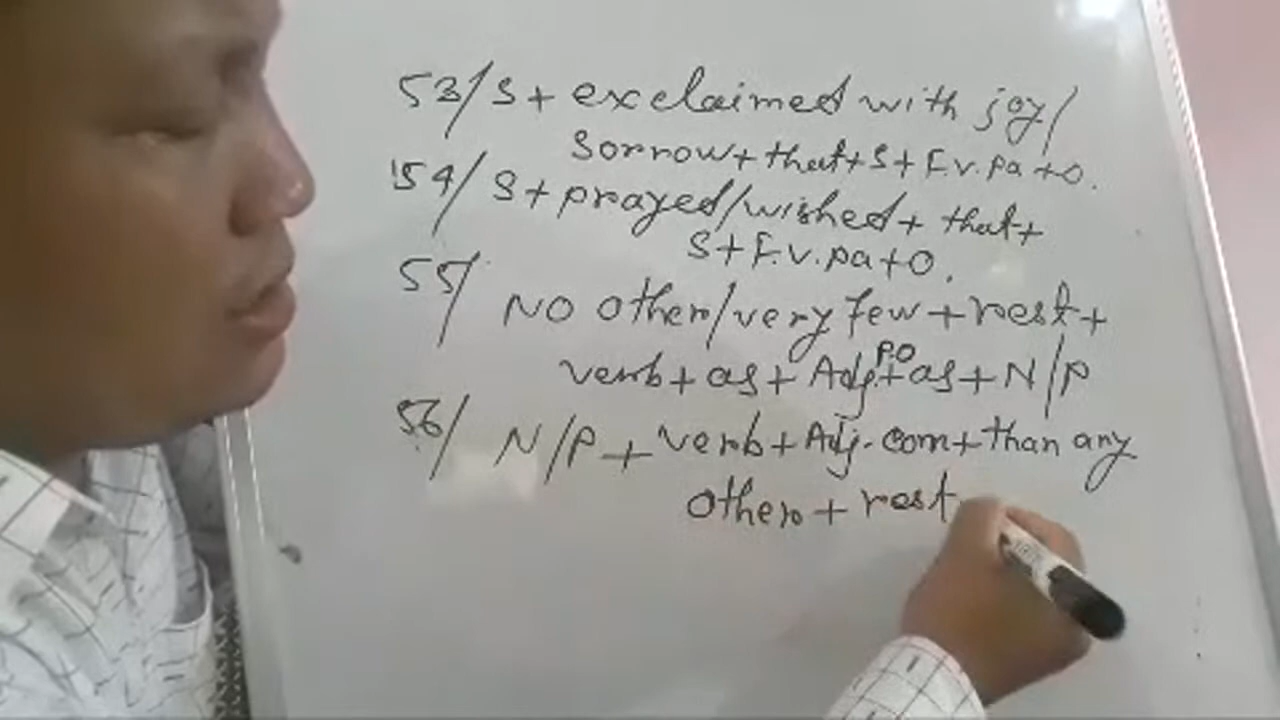 53/ S + exclaimed with joy/
sorrow + that + S + F.v.pa + O.
54/ S + prayed/wished + that +
S + F.v.pa + O.
55/ NO other/very few + rest +
verb + as + Adj P.O + as + N/P
56/ N/P + verb + Adj. com + than any
other + rest